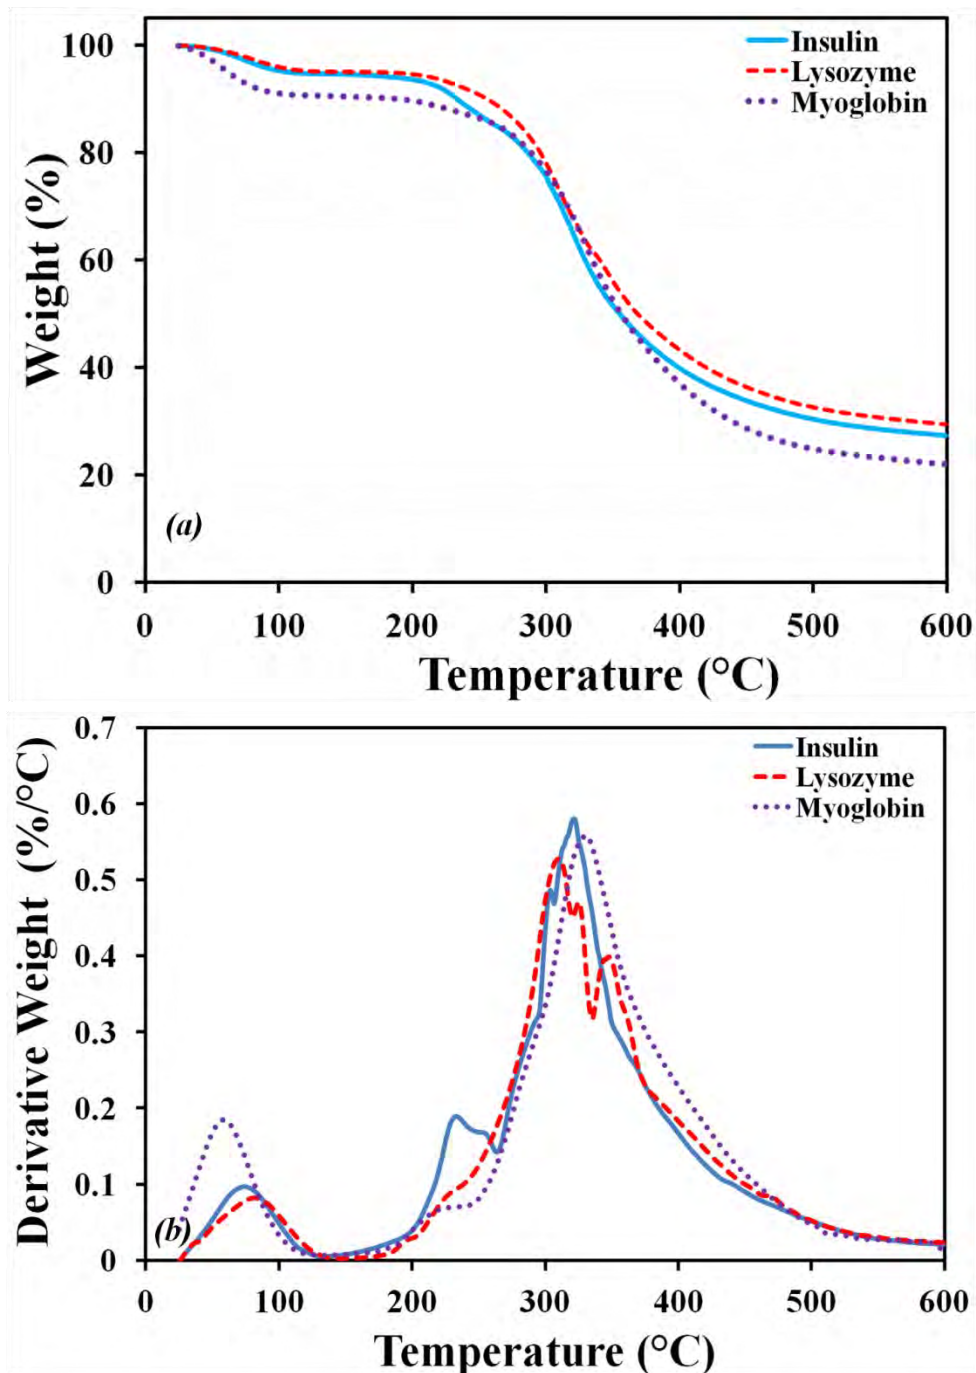 100
80
60
40
20
0
Weight (%)
Insulin
Lysozyme
Myoglobin
(a)
0 100 200 300 400 500 600
Temperature (°C)
0.7
0.6
0.5
0.4
0.3
0.2
0.1
0
Derivative Weight (%/°C)
Insulin
Lysozyme
Myoglobin
(b)
0 100 200 300 400 500 600
Temperature (°C)